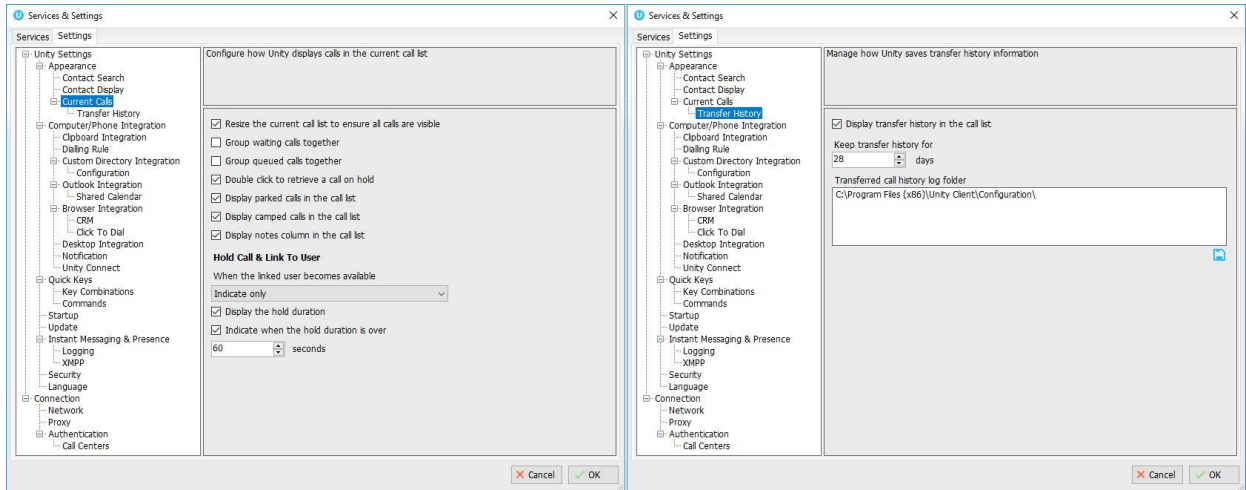 Services & Settings
Services Settings
Configure how Unity displays calls in the current call list
Unity Settings
Appearance
Contact Search
Contact Display
Current Calls
Transfer History
Computer/Phone Integration
Clipboard Integration
Dialing Rule
Custom Directory Integration
Configuration
Outlook Integration
Shared Calendar
Browser Integration
CRM
Click To Dial
Desktop Integration
Notification
Unity Connect
Quick Keys
Key Combinations
Commands
Startup
Update
Instant Messaging & Presence
Logging
XMPP
Security
Language
Connection
Network
Proxy
Authentication
Call Centers
Resize the current call list to ensure all calls are visible
Group waiting calls together
Group queued calls together
Double click to retrieve a call on hold
Display parked calls in the call list
Display camped calls in the call list
Display notes column in the call list
Hold Call & Link To User
When the linked user becomes available
Indicate only
Display the hold duration
Indicate when the hold duration is over
60 seconds
Cancel OK
Services & Settings
Services Settings
Manage how Unity saves transfer history information
Unity Settings
Appearance
Contact Search
Contact Display
Current Calls
Transfer History
Computer/Phone Integration
Clipboard Integration
Dialing Rule
Custom Directory Integration
Configuration
Outlook Integration
Shared Calendar
Browser Integration
CRM
Click To Dial
Desktop Integration
Notification
Unity Connect
Quick Keys
Key Combinations
Commands
Startup
Update
Instant Messaging & Presence
Logging
XMPP
Security
Language
Connection
Network
Proxy
Authentication
Call Centers
Display transfer history in the call list
Keep transfer history for
28 days
Transferred call history log folder
C:\Program Files (x86)\Unity Client\Configuration\
Cancel OK